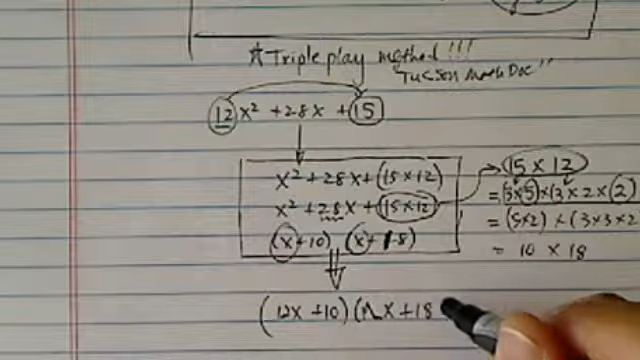 ☆ Triple play method!!!
"Tucson Math Doc"
12x² + 28x + 15
x² + 28x + (15 x 12)
x² + 28x + (15 x 12)
(x + 10) (x + 18)
15 x 12
= (3 x 5) x (3 x 2 x 2)
= (5 x 2) x (3 x 3 x 2
= 10 x 18
(12x + 10) (12x + 18